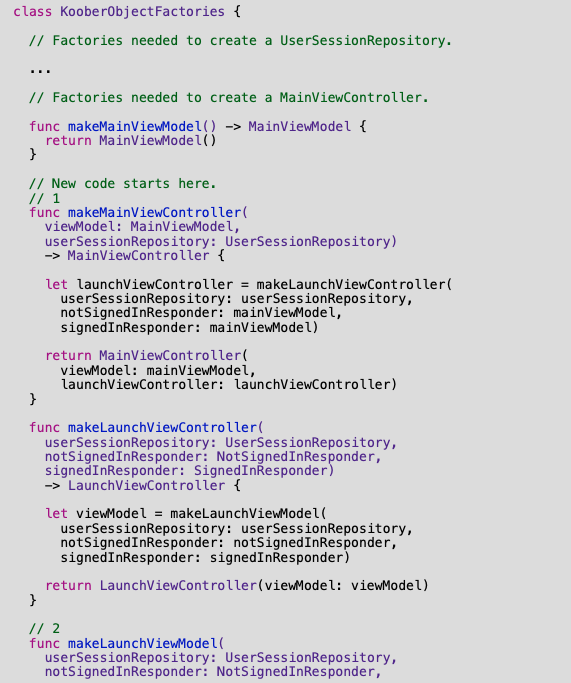 class KooberObjectFactories {
// Factories needed to create a UserSessionRepository.
...
// Factories needed to create a MainViewController.
func makeMainViewModel() -> MainViewModel {
return MainViewModel()
}
// New code starts here.
// 1
func makeMainViewController(
viewModel: MainViewModel,
userSessionRepository: UserSessionRepository)
-> MainViewController {
let launchViewController = makeLaunchViewController(
userSessionRepository: userSessionRepository,
notSignedInResponder: mainViewModel,
signedInResponder: mainViewModel)
return MainViewController(
viewModel: mainViewModel,
launchViewController: launchViewController)
}
func makeLaunchViewController(
userSessionRepository: UserSessionRepository,
notSignedInResponder: NotSignedInResponder,
signedInResponder: SignedInResponder)
-> LaunchViewController {
let viewModel = makeLaunchViewModel(
userSessionRepository: userSessionRepository,
notSignedInResponder: notSignedInResponder,
signedInResponder: signedInResponder)
return LaunchViewController(viewModel: viewModel)
}
// 2
func makeLaunchViewModel(
userSessionRepository: UserSessionRepository,
notSignedInResponder: NotSignedInResponder,